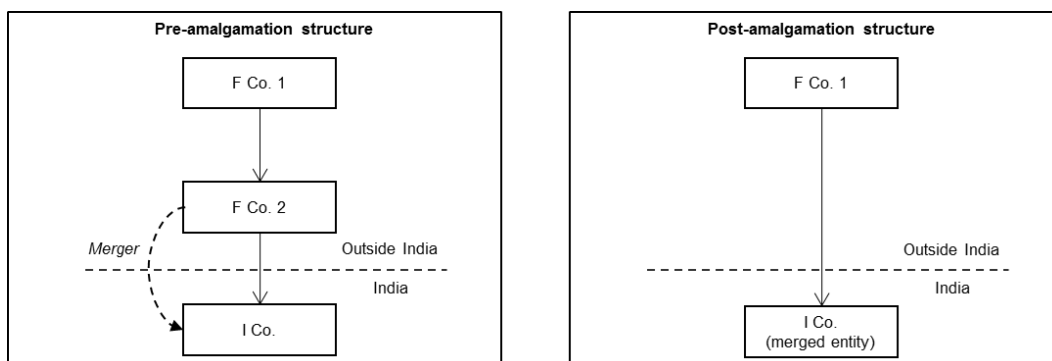 Pre-amalgamation structure
F Co. 1
F Co. 2
Merger
Outside India
India
I Co.
Post-amalgamation structure
F Co. 1
Outside India
India
I Co.
(merged entity)